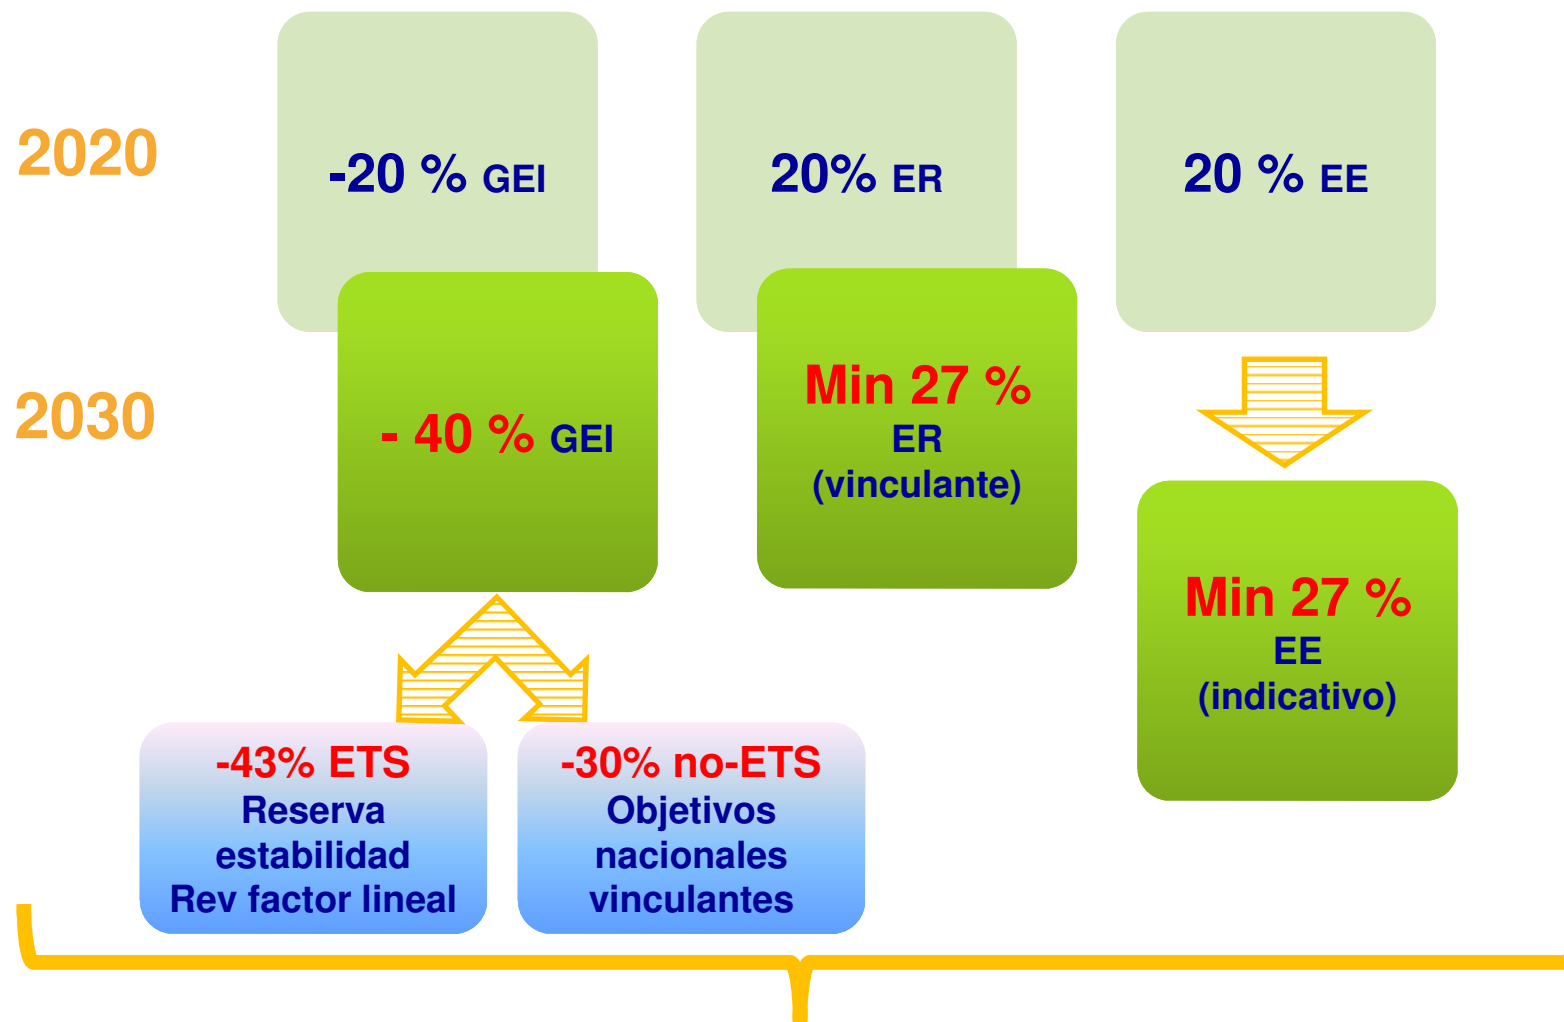 2020
-20 % GEI
20% ER
20 % EE
2030
- 40 % GEI
Min 27 %
ER
(vinculante)
Min 27 %
EE
(indicativo)
-43% ETS
Reserva
estabilidad
Rev factor lineal
-30% no-ETS
Objetivos
nacionales
vinculantes